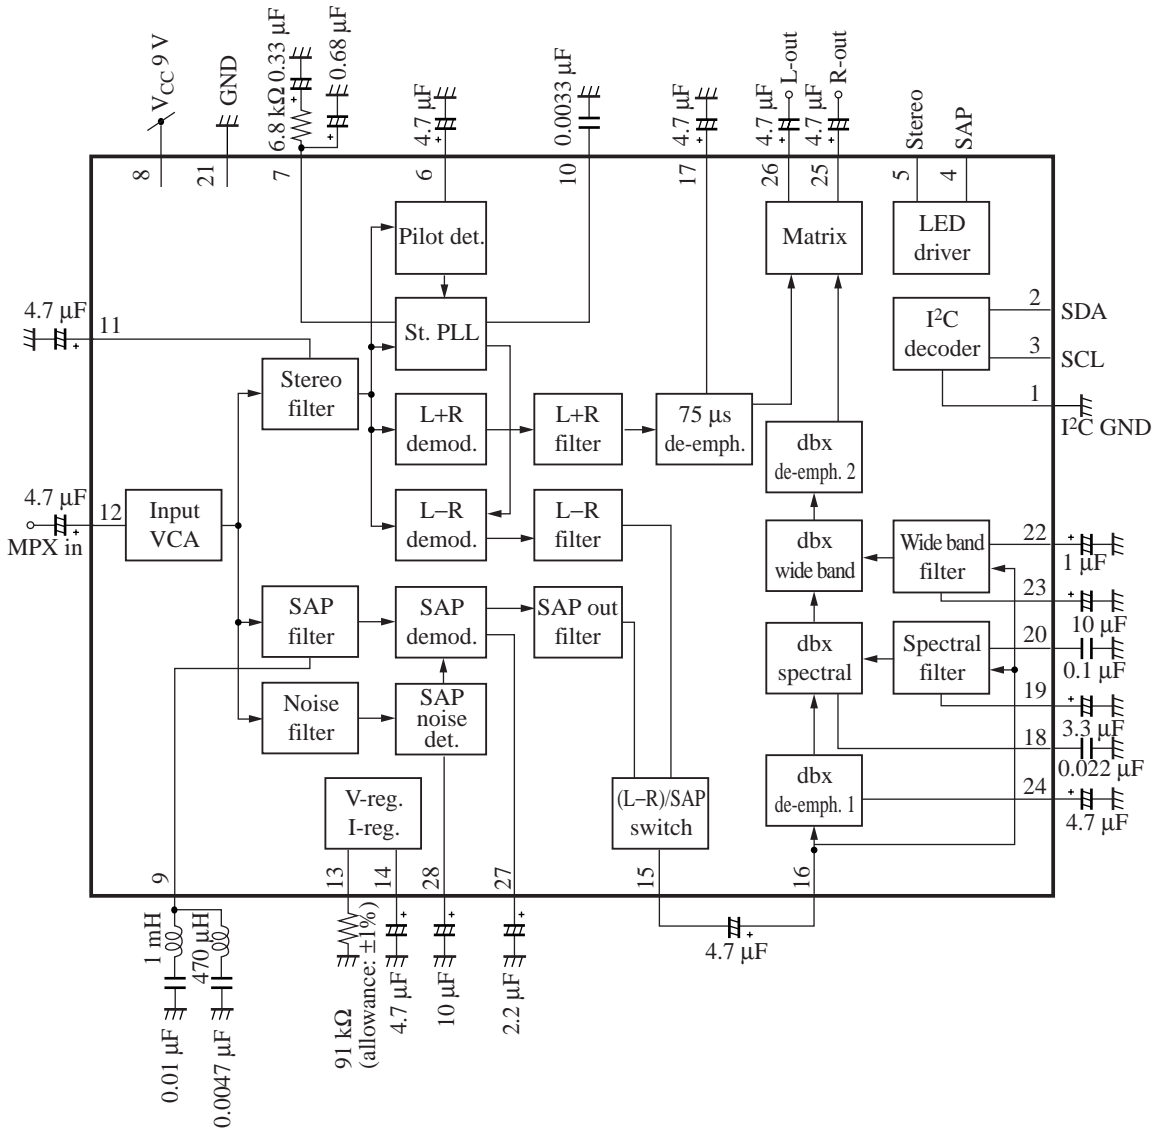 VCC 9 V
GND
6.8 kΩ
0.33 µF
0.68 µF
4.7 µF
0.0033 µF
4.7 µF
4.7 µF
L-out
4.7 µF
R-out
Stereo
SAP
8
21
7
6
10
17
26
25
5
4
Pilot det.
Matrix
LED
driver
4.7 µF
11
St. PLL
I²C
decoder
2
SDA
3
SCL
1
I²C GND
Stereo
filter
L+R
demod.
L+R
filter
75 µs
de-emph.
dbx
de-emph. 2
4.7 µF
12
MPX in
Input
VCA
L−R
demod.
L−R
filter
dbx
wide band
Wide band
filter
22
1 µF
23
10 µF
SAP
filter
SAP
demod.
SAP out
filter
dbx
spectral
Spectral
filter
20
0.1 µF
19
3.3 µF
18
0.022 µF
Noise
filter
SAP
noise
det.
V-reg.
I-reg.
(L−R)/SAP
switch
dbx
de-emph. 1
24
4.7 µF
9
13
14
28
27
15
16
1 mH
470 µH
0.01 µF
0.0047 µF
91 kΩ
(allowance: ±1%)
4.7 µF
10 µF
2.2 µF
4.7 µF